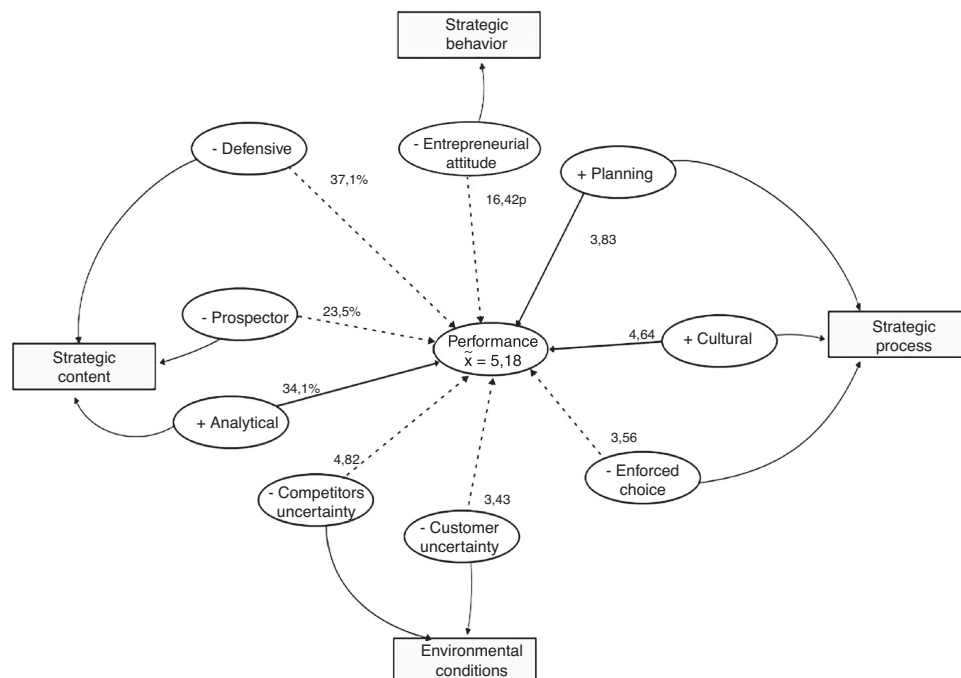 Strategic
behavior
- Defensive
- Entrepreneurial
attitude
+ Planning
37,1%
16,42p
3,83
- Prospector
23,5%
Performance
x̃ = 5,18
4,64
+ Cultural
Strategic
process
Strategic
content
34,1%
+ Analytical
4,82
3,56
- Enforced
choice
- Competitors
uncertainty
3,43
- Customer
uncertainty
Environmental
conditions